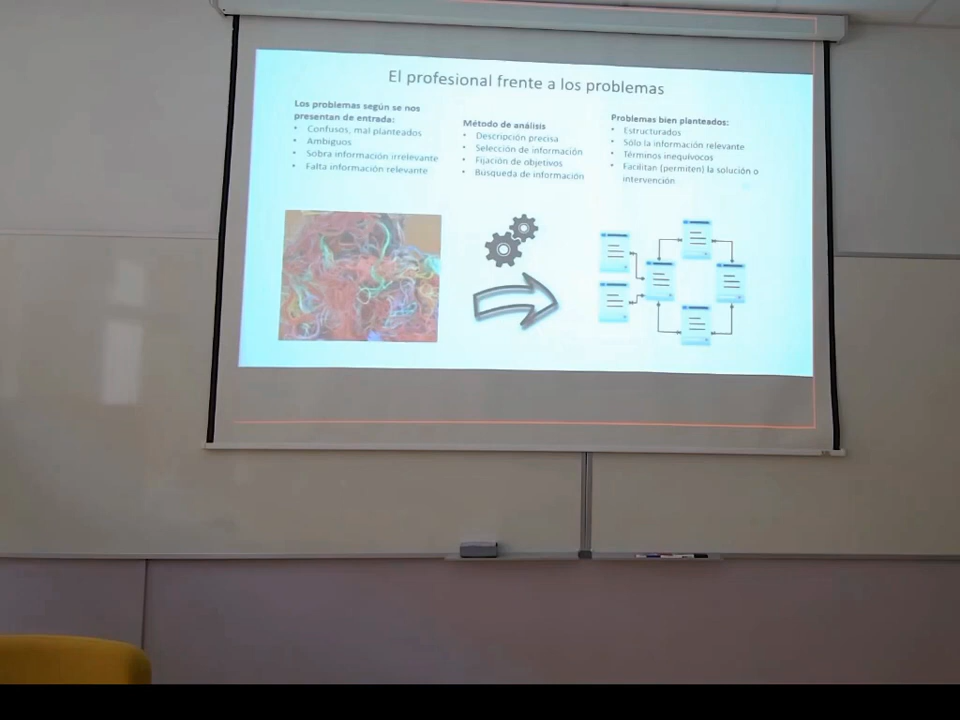 El profesional frente a los problemas
Los problemas según se nos
presentan de entrada:
• Confusos, mal planteados
• Ambiguos
• Sobra información irrelevante
• Falta información relevante
Método de análisis
• Descripción precisa
• Selección de información
• Fijación de objetivos
• Búsqueda de información
Problemas bien planteados:
• Estructurados
• Sólo la información relevante
• Términos inequívocos
• Facilitan (permiten) la solución o
intervención